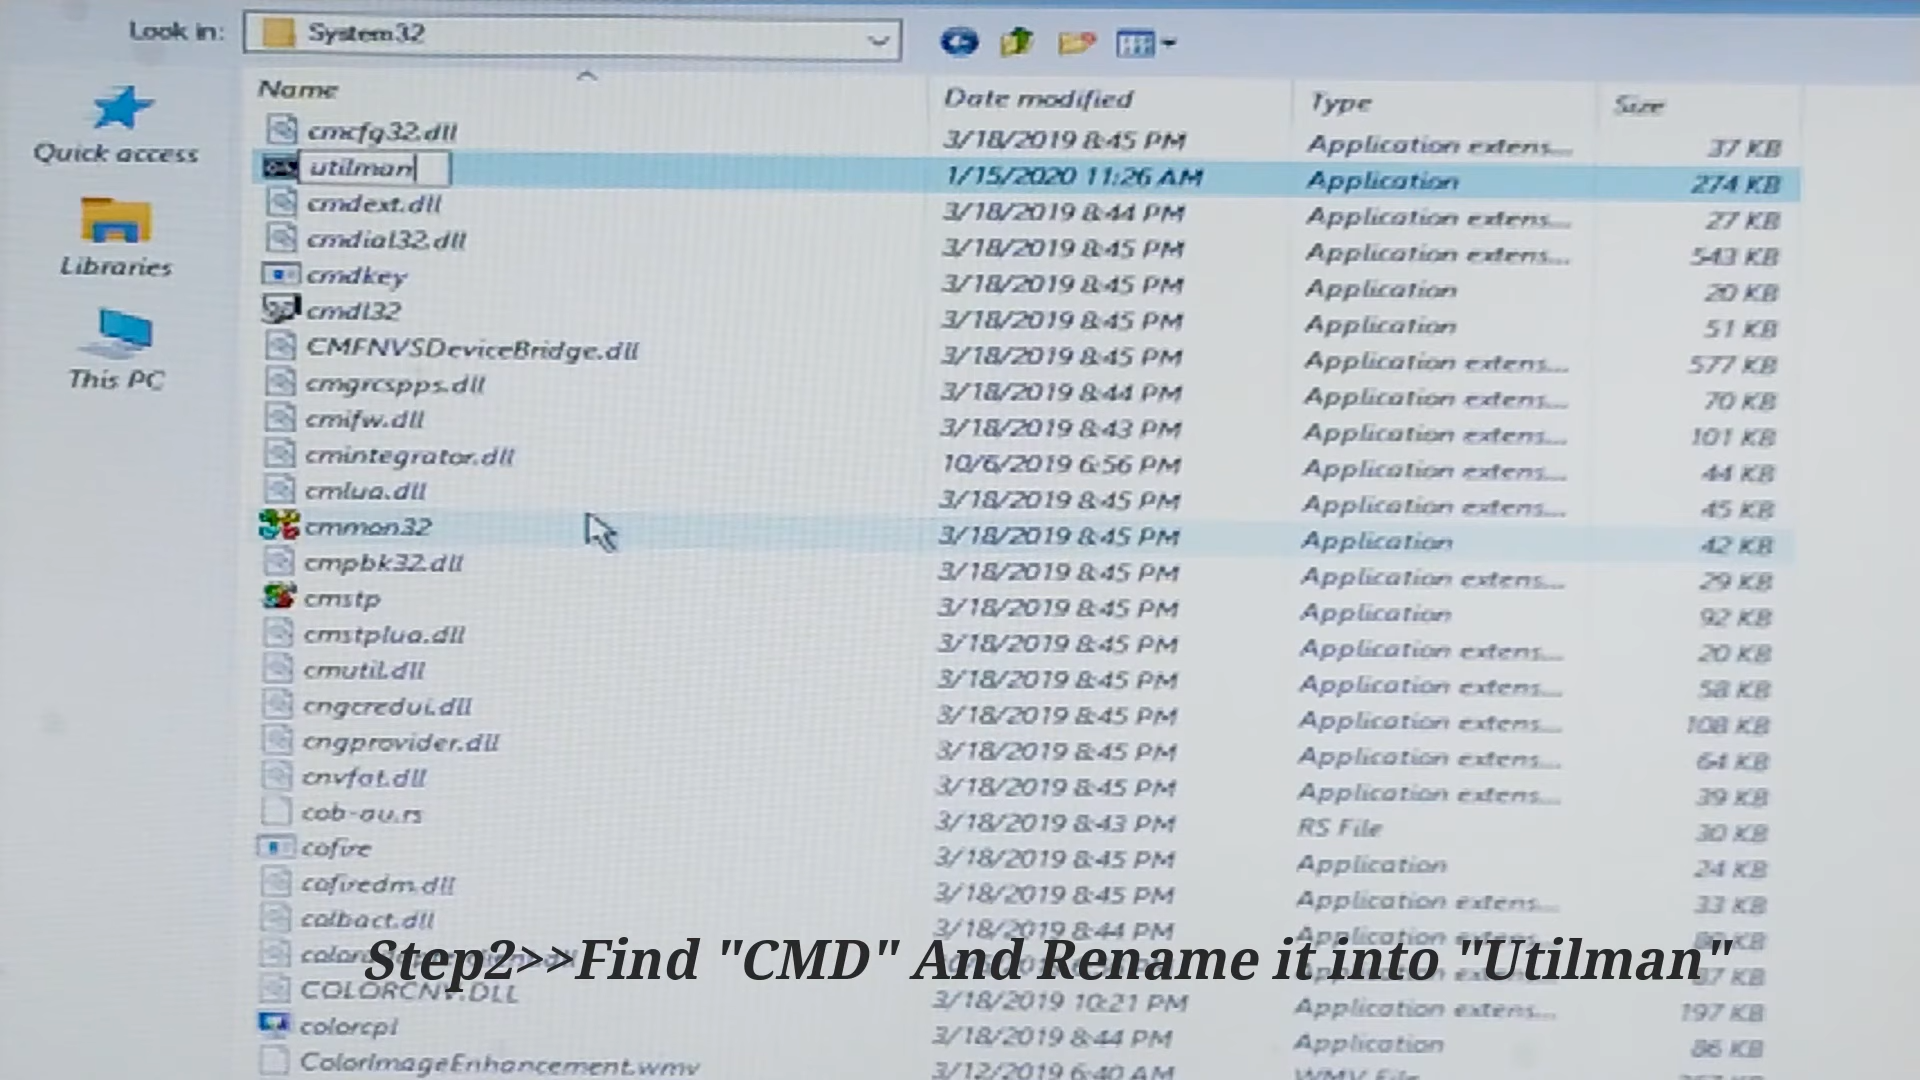 Look in: System32
Name Date modified Type Size
Quick access
Libraries
This PC
cmcfg32.dll 3/18/2019 8:45 PM Application extens... 37 KB
utilman 1/15/2020 11:26 AM Application 274 KB
cmdext.dll 3/18/2019 8:44 PM Application extens... 27 KB
cmdial32.dll 3/18/2019 8:45 PM Application extens... 543 KB
cmdkey 3/18/2019 8:45 PM Application 20 KB
cmdl32 3/18/2019 8:45 PM Application 51 KB
CMFNVSDeviceBridge.dll 3/18/2019 8:45 PM Application extens... 577 KB
cmgrcspps.dll 3/18/2019 8:44 PM Application extens... 70 KB
cmifw.dll 3/18/2019 8:43 PM Application extens... 101 KB
cmintegrator.dll 10/6/2019 6:56 PM Application extens... 44 KB
cmlua.dll 3/18/2019 8:45 PM Application extens... 45 KB
cmmon32 3/18/2019 8:45 PM Application 42 KB
cmpbk32.dll 3/18/2019 8:45 PM Application extens... 29 KB
cmstp 3/18/2019 8:45 PM Application 92 KB
cmstplua.dll 3/18/2019 8:45 PM Application extens... 20 KB
cmutil.dll 3/18/2019 8:45 PM Application extens... 58 KB
cngcredui.dll 3/18/2019 8:45 PM Application extens... 108 KB
cngprovider.dll 3/18/2019 8:45 PM Application extens... 64 KB
cnvfat.dll 3/18/2019 8:45 PM Application extens... 39 KB
cob-au.rs 3/18/2019 8:43 PM RS File 30 KB
cofire 3/18/2019 8:45 PM Application 24 KB
cofiredm.dll 3/18/2019 8:45 PM Application extens... 33 KB
colbact.dll 3/18/2019 8:44 PM Application extens... KB
Step2>>Find "CMD" And Rename it into "Utilman"
COLORCNV.DLL 3/18/2019 10:21 PM Application extens... 197 KB
colorcpl 3/18/2019 8:44 PM Application 86 KB
ColorImageEnhancement.wmv 3/12/2019 6:40 AM WMV File